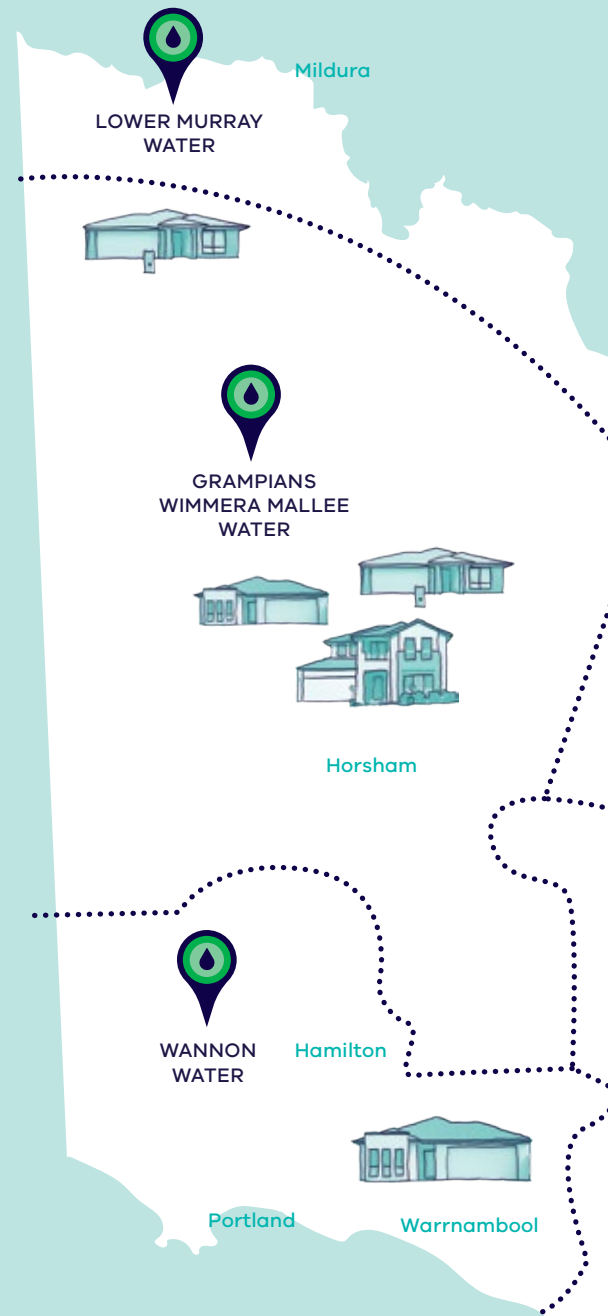 Mildura
LOWER MURRAY
WATER
GRAMPIANS
WIMMERA MALLEE
WATER
Horsham
WANNON
WATER
Hamilton
Portland
Warrnambool